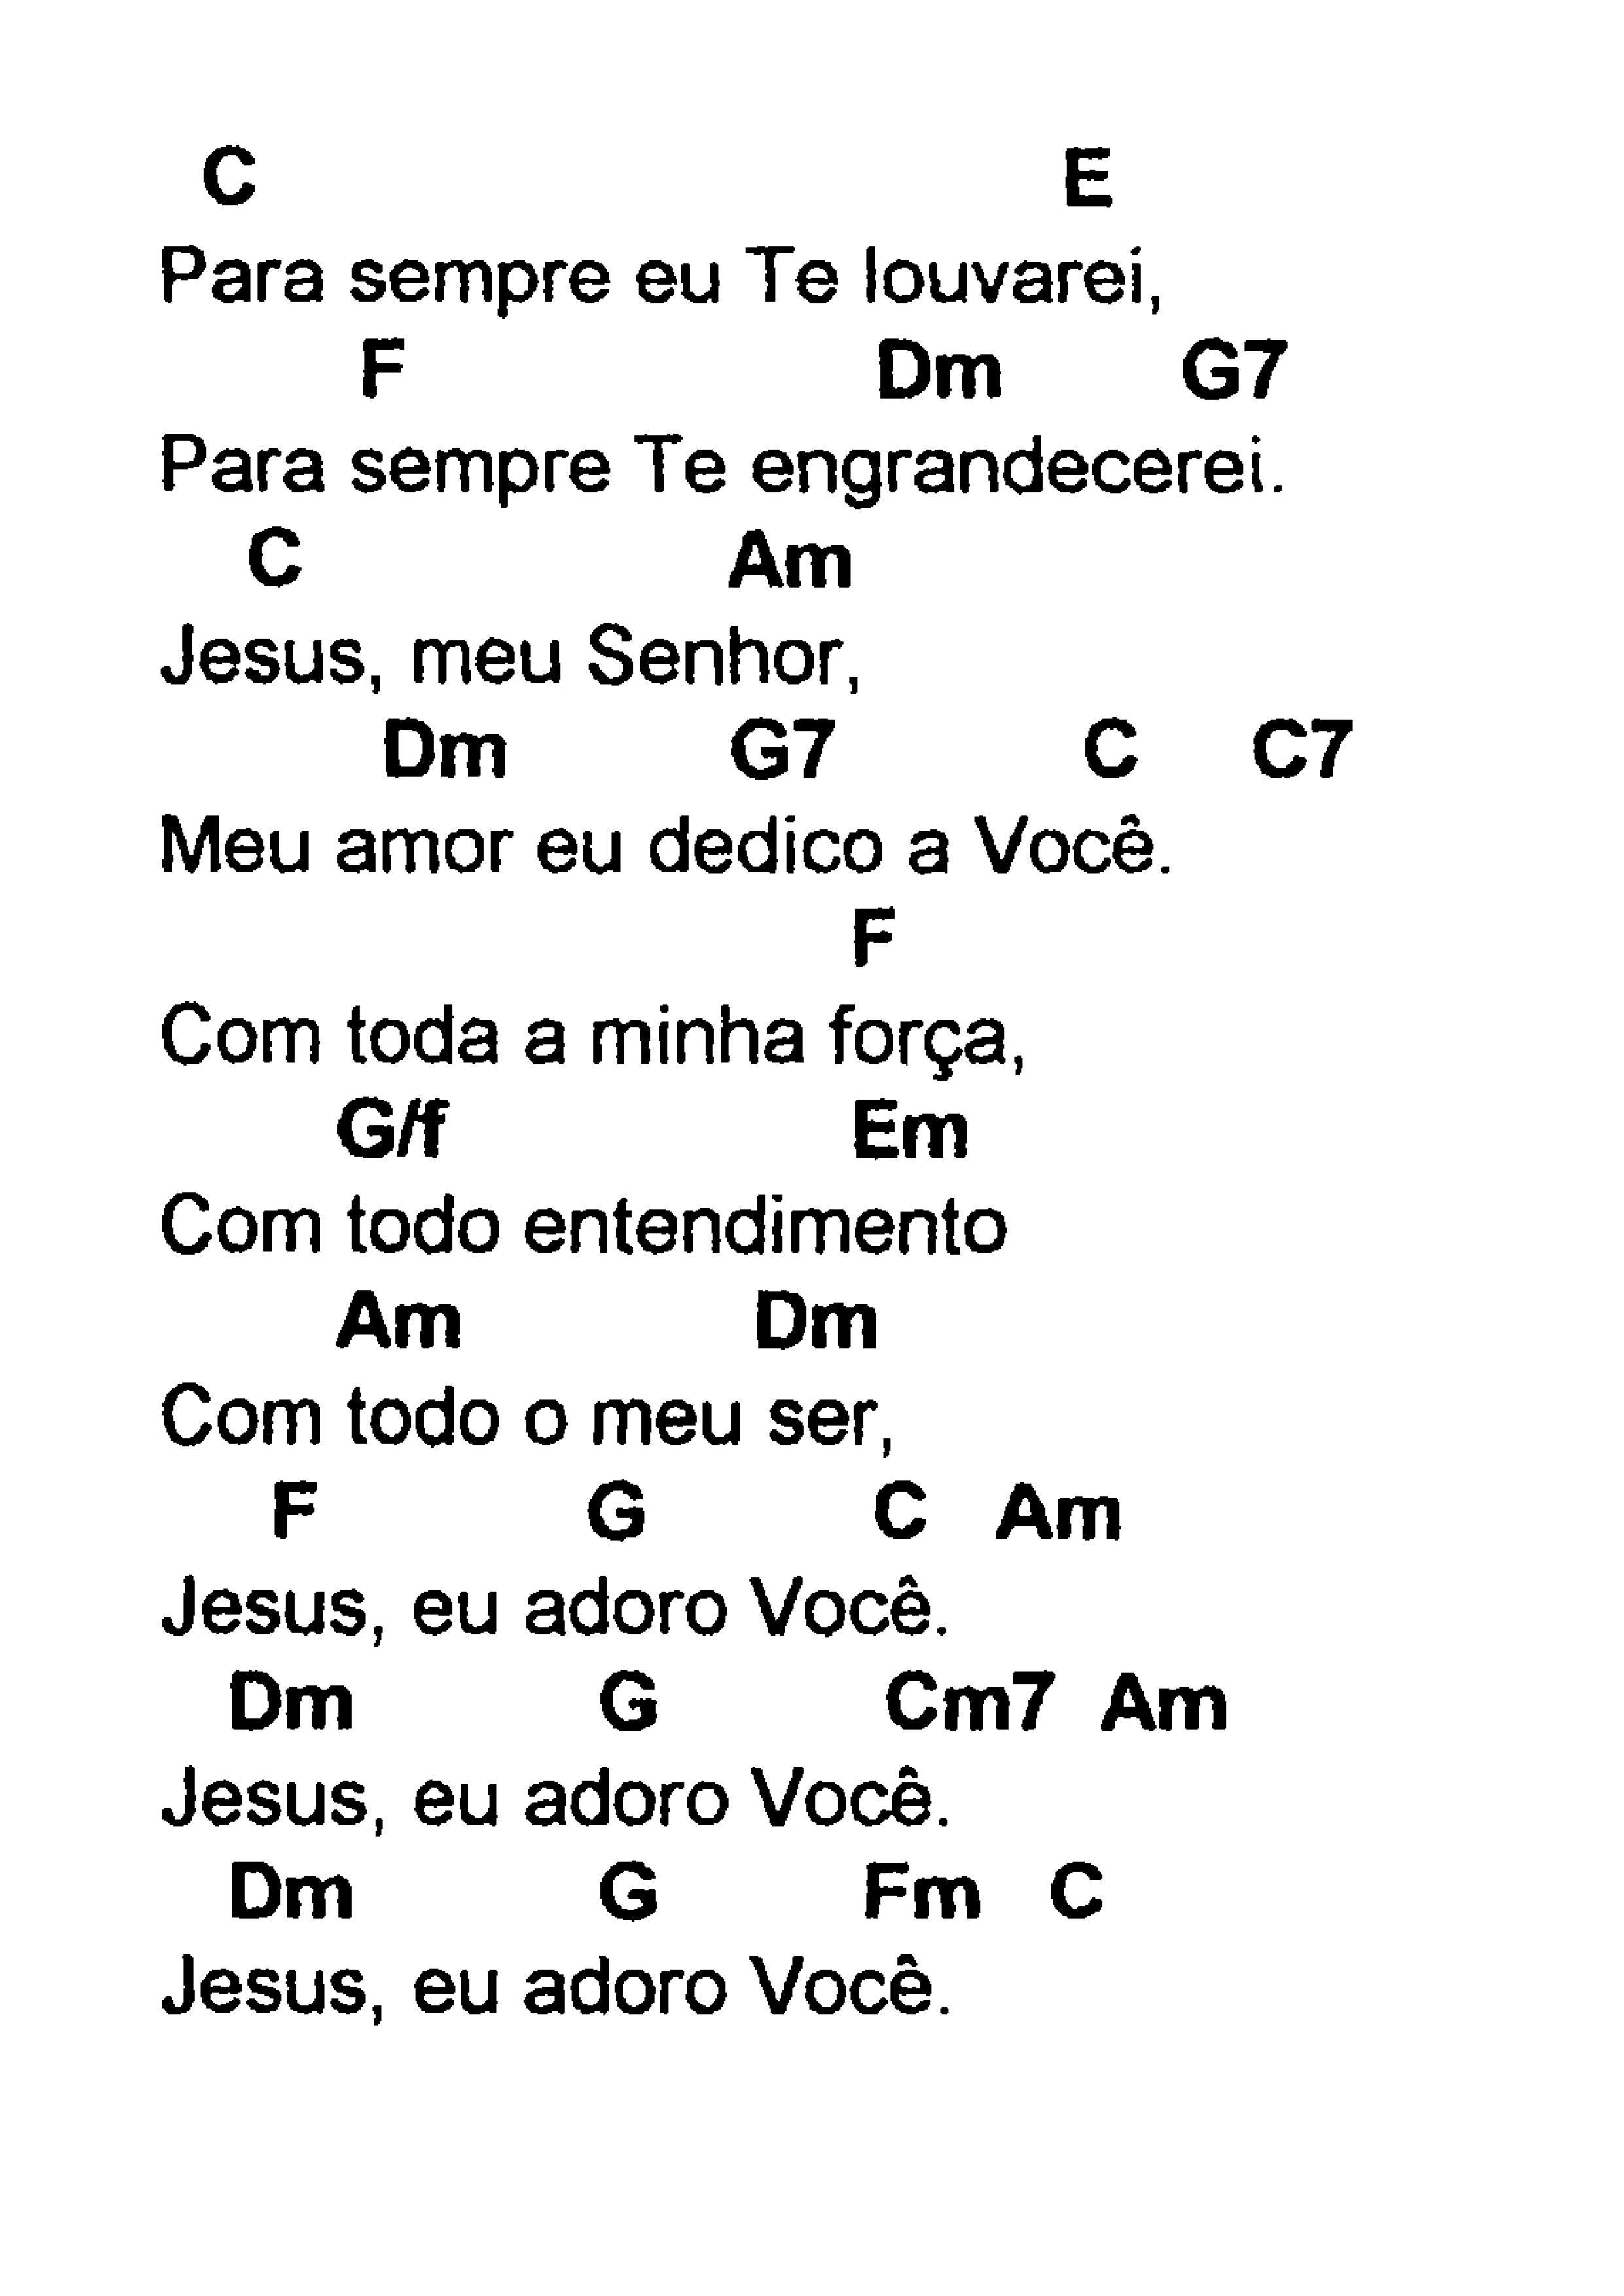 C E
Para sempre eu Te louvarei,
F Dm G7
Para sempre Te engrandecerei.
C Am
Jesus, meu Senhor,
Dm G7 C C7
Meu amor eu dedico a Você.
F
Com toda a minha força,
G/f Em
Com todo entendimento
Am Dm
Com todo o meu ser,
F G C Am
Jesus, eu adoro Você.
Dm G Cm7 Am
Jesus, eu adoro Você.
Dm G Fm C
Jesus, eu adoro Você.